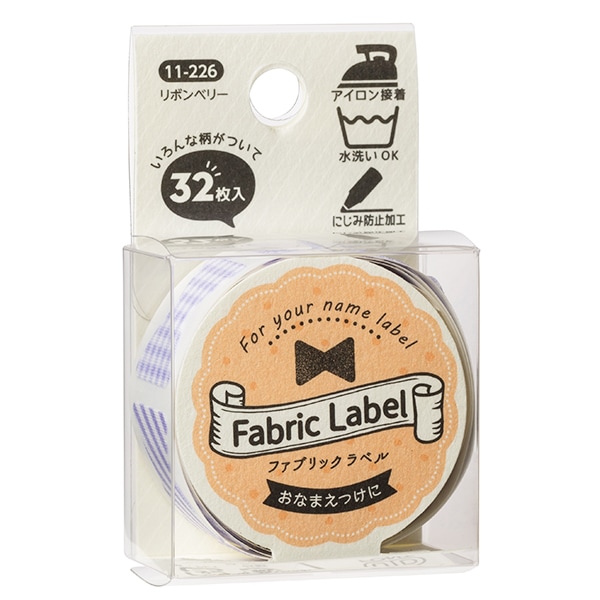 11-226
リボンベリー
いろんな柄がついて
32枚入
アイロン接着
水洗い OK
にじみ防止加工
For your name label
Fabric Label
ファブリックラベル
おなまえつけに